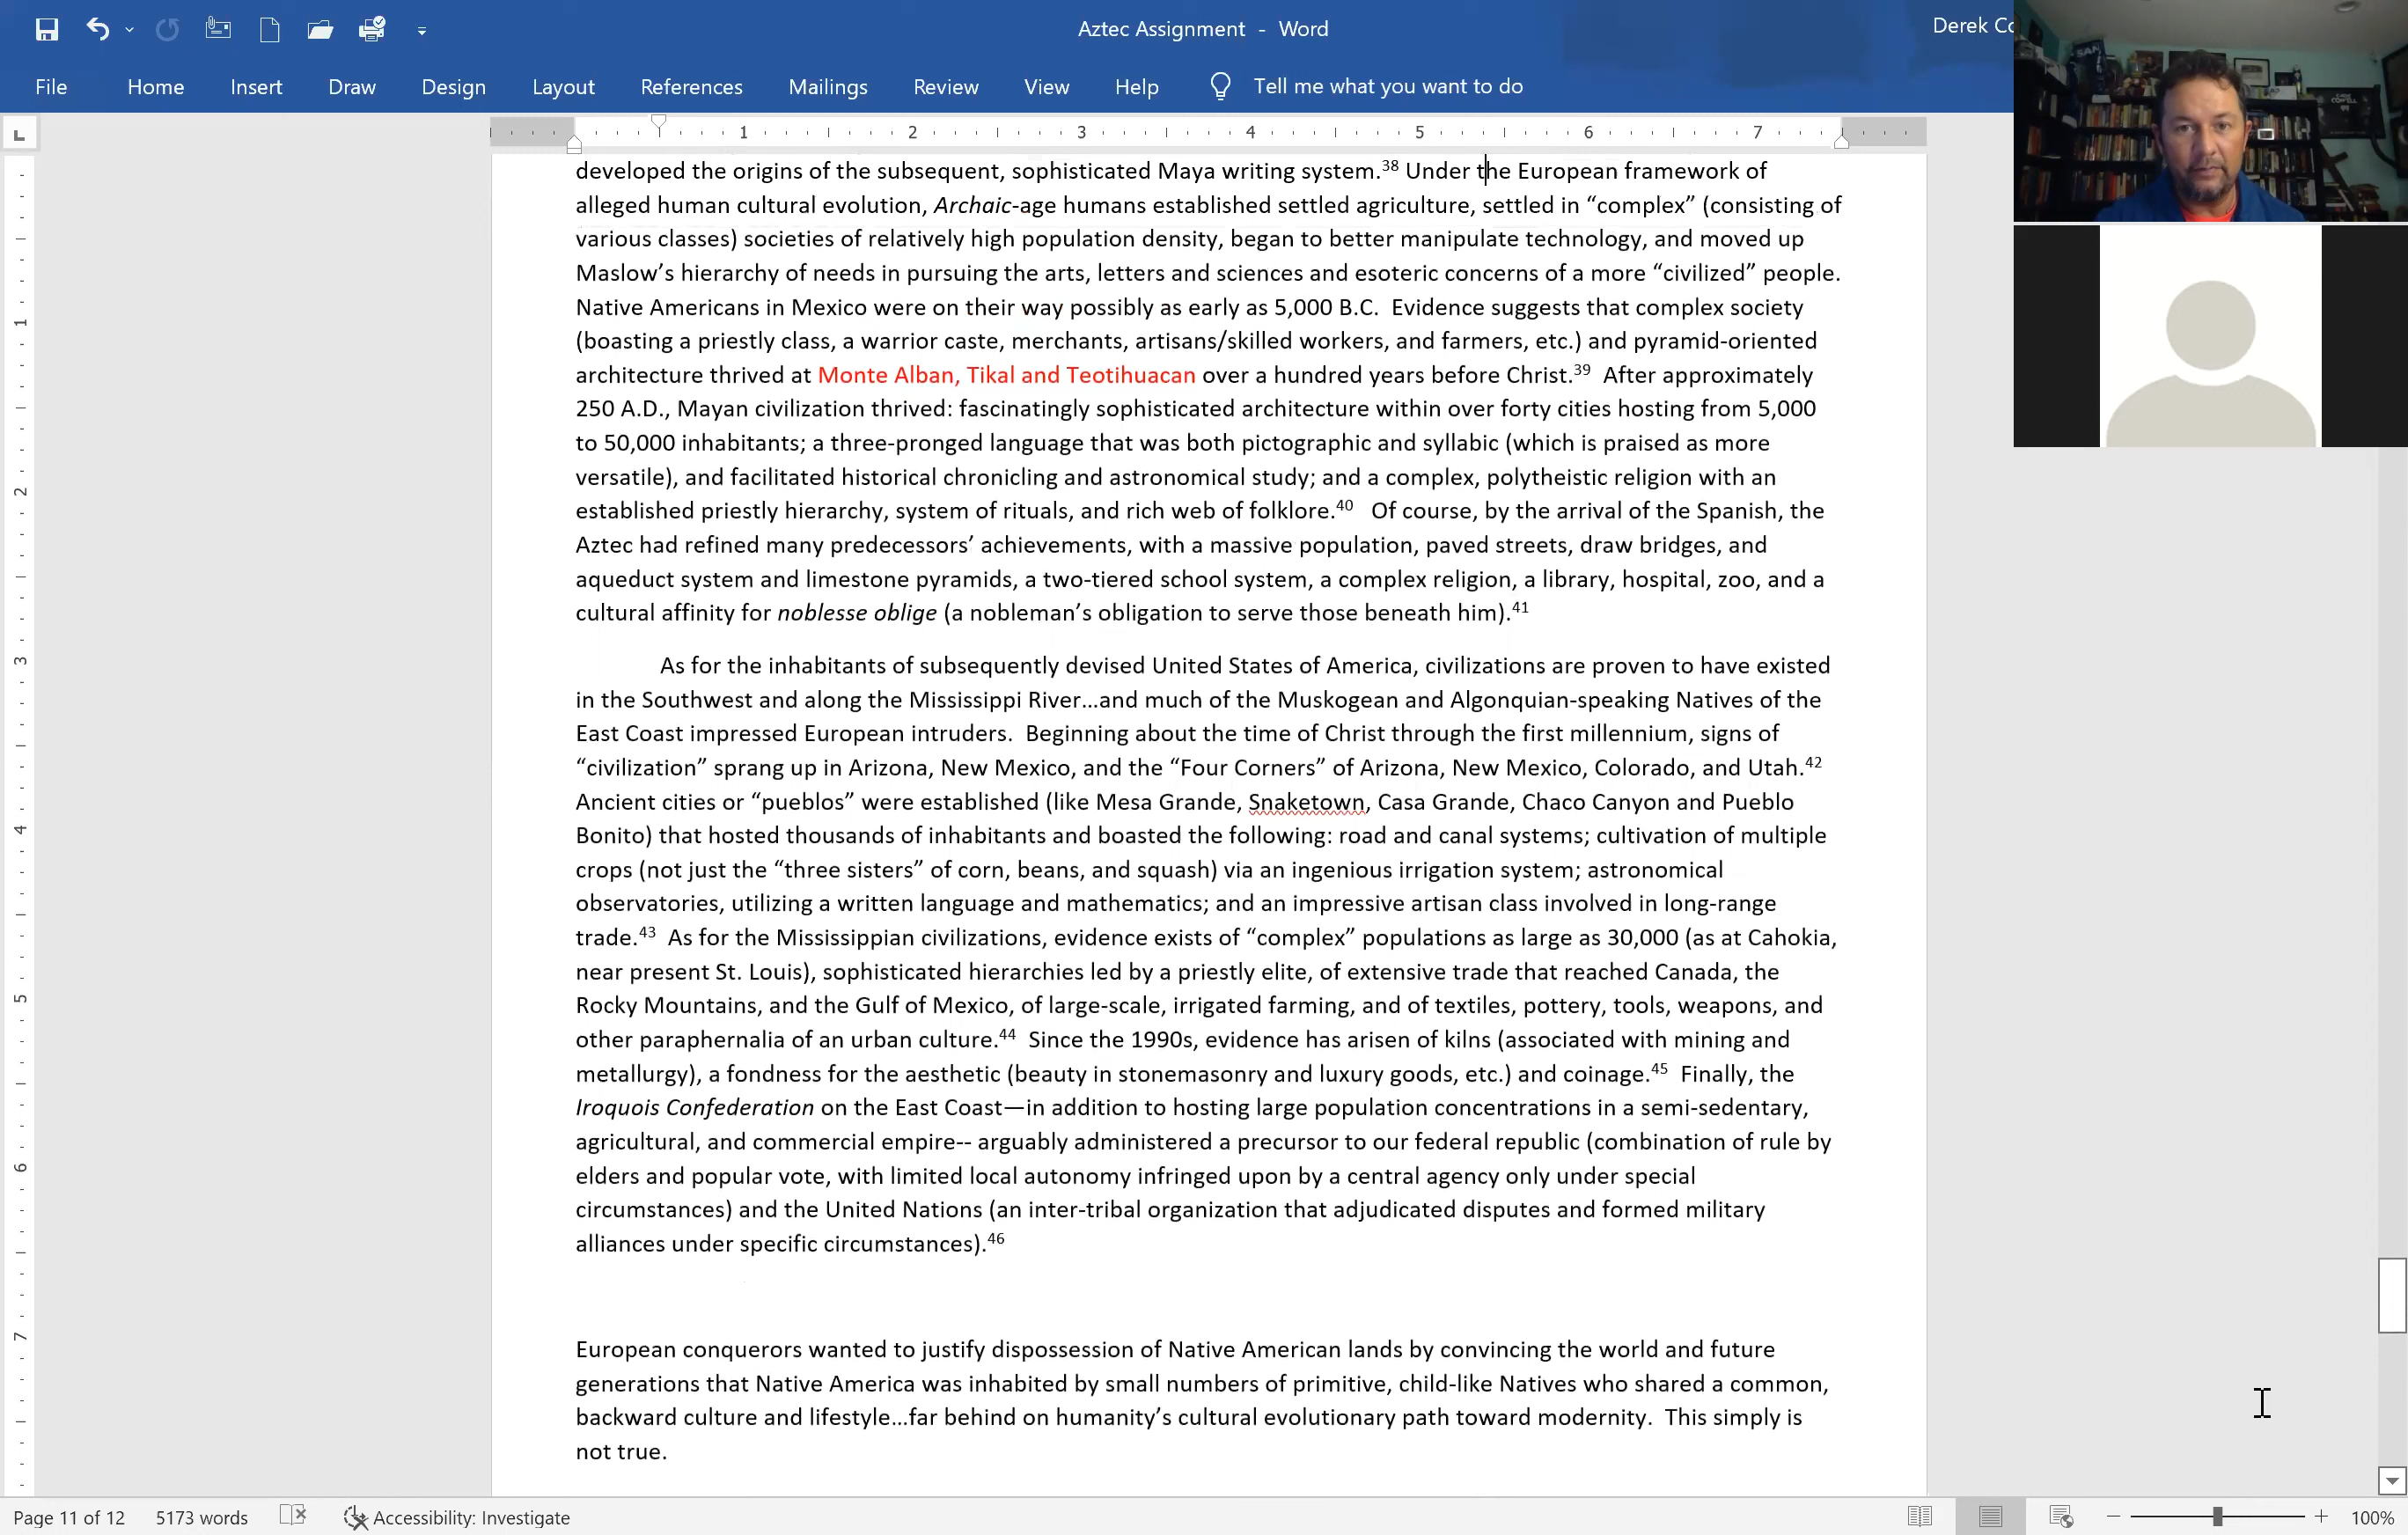 Aztec Assignment - Word
Derek Co
File Home Insert Draw Design Layout References Mailings Review View Help Tell me what you want to do
1 2 3 4 5 6 7
developed the origins of the subsequent, sophisticated Maya writing system.38 Under the European framework of
alleged human cultural evolution, Archaic-age humans established settled agriculture, settled in “complex” (consisting of
various classes) societies of relatively high population density, began to better manipulate technology, and moved up
Maslow’s hierarchy of needs in pursuing the arts, letters and sciences and esoteric concerns of a more “civilized” people.
Native Americans in Mexico were on their way possibly as early as 5,000 B.C. Evidence suggests that complex society
(boasting a priestly class, a warrior caste, merchants, artisans/skilled workers, and farmers, etc.) and pyramid-oriented
architecture thrived at Monte Alban, Tikal and Teotihuacan over a hundred years before Christ.39 After approximately
250 A.D., Mayan civilization thrived: fascinatingly sophisticated architecture within over forty cities hosting from 5,000
to 50,000 inhabitants; a three-pronged language that was both pictographic and syllabic (which is praised as more
versatile), and facilitated historical chronicling and astronomical study; and a complex, polytheistic religion with an
established priestly hierarchy, system of rituals, and rich web of folklore.40 Of course, by the arrival of the Spanish, the
Aztec had refined many predecessors’ achievements, with a massive population, paved streets, draw bridges, and
aqueduct system and limestone pyramids, a two-tiered school system, a complex religion, a library, hospital, zoo, and a
cultural affinity for noblesse oblige (a nobleman’s obligation to serve those beneath him).41
As for the inhabitants of subsequently devised United States of America, civilizations are proven to have existed
in the Southwest and along the Mississippi River…and much of the Muskogean and Algonquian-speaking Natives of the
East Coast impressed European intruders. Beginning about the time of Christ through the first millennium, signs of
“civilization” sprang up in Arizona, New Mexico, and the “Four Corners” of Arizona, New Mexico, Colorado, and Utah.42
Ancient cities or “pueblos” were established (like Mesa Grande, Snaketown, Casa Grande, Chaco Canyon and Pueblo
Bonito) that hosted thousands of inhabitants and boasted the following: road and canal systems; cultivation of multiple
crops (not just the “three sisters” of corn, beans, and squash) via an ingenious irrigation system; astronomical
observatories, utilizing a written language and mathematics; and an impressive artisan class involved in long-range
trade.43 As for the Mississippian civilizations, evidence exists of “complex” populations as large as 30,000 (as at Cahokia,
near present St. Louis), sophisticated hierarchies led by a priestly elite, of extensive trade that reached Canada, the
Rocky Mountains, and the Gulf of Mexico, of large-scale, irrigated farming, and of textiles, pottery, tools, weapons, and
other paraphernalia of an urban culture.44 Since the 1990s, evidence has arisen of kilns (associated with mining and
metallurgy), a fondness for the aesthetic (beauty in stonemasonry and luxury goods, etc.) and coinage.45 Finally, the
Iroquois Confederation on the East Coast—in addition to hosting large population concentrations in a semi-sedentary,
agricultural, and commercial empire-- arguably administered a precursor to our federal republic (combination of rule by
elders and popular vote, with limited local autonomy infringed upon by a central agency only under special
circumstances) and the United Nations (an inter-tribal organization that adjudicated disputes and formed military
alliances under specific circumstances).46
European conquerors wanted to justify dispossession of Native American lands by convincing the world and future
generations that Native America was inhabited by small numbers of primitive, child-like Natives who shared a common,
backward culture and lifestyle…far behind on humanity’s cultural evolutionary path toward modernity. This simply is
not true.
1
2
3
4
5
6
7
Page 11 of 12 5173 words Accessibility: Investigate 100%